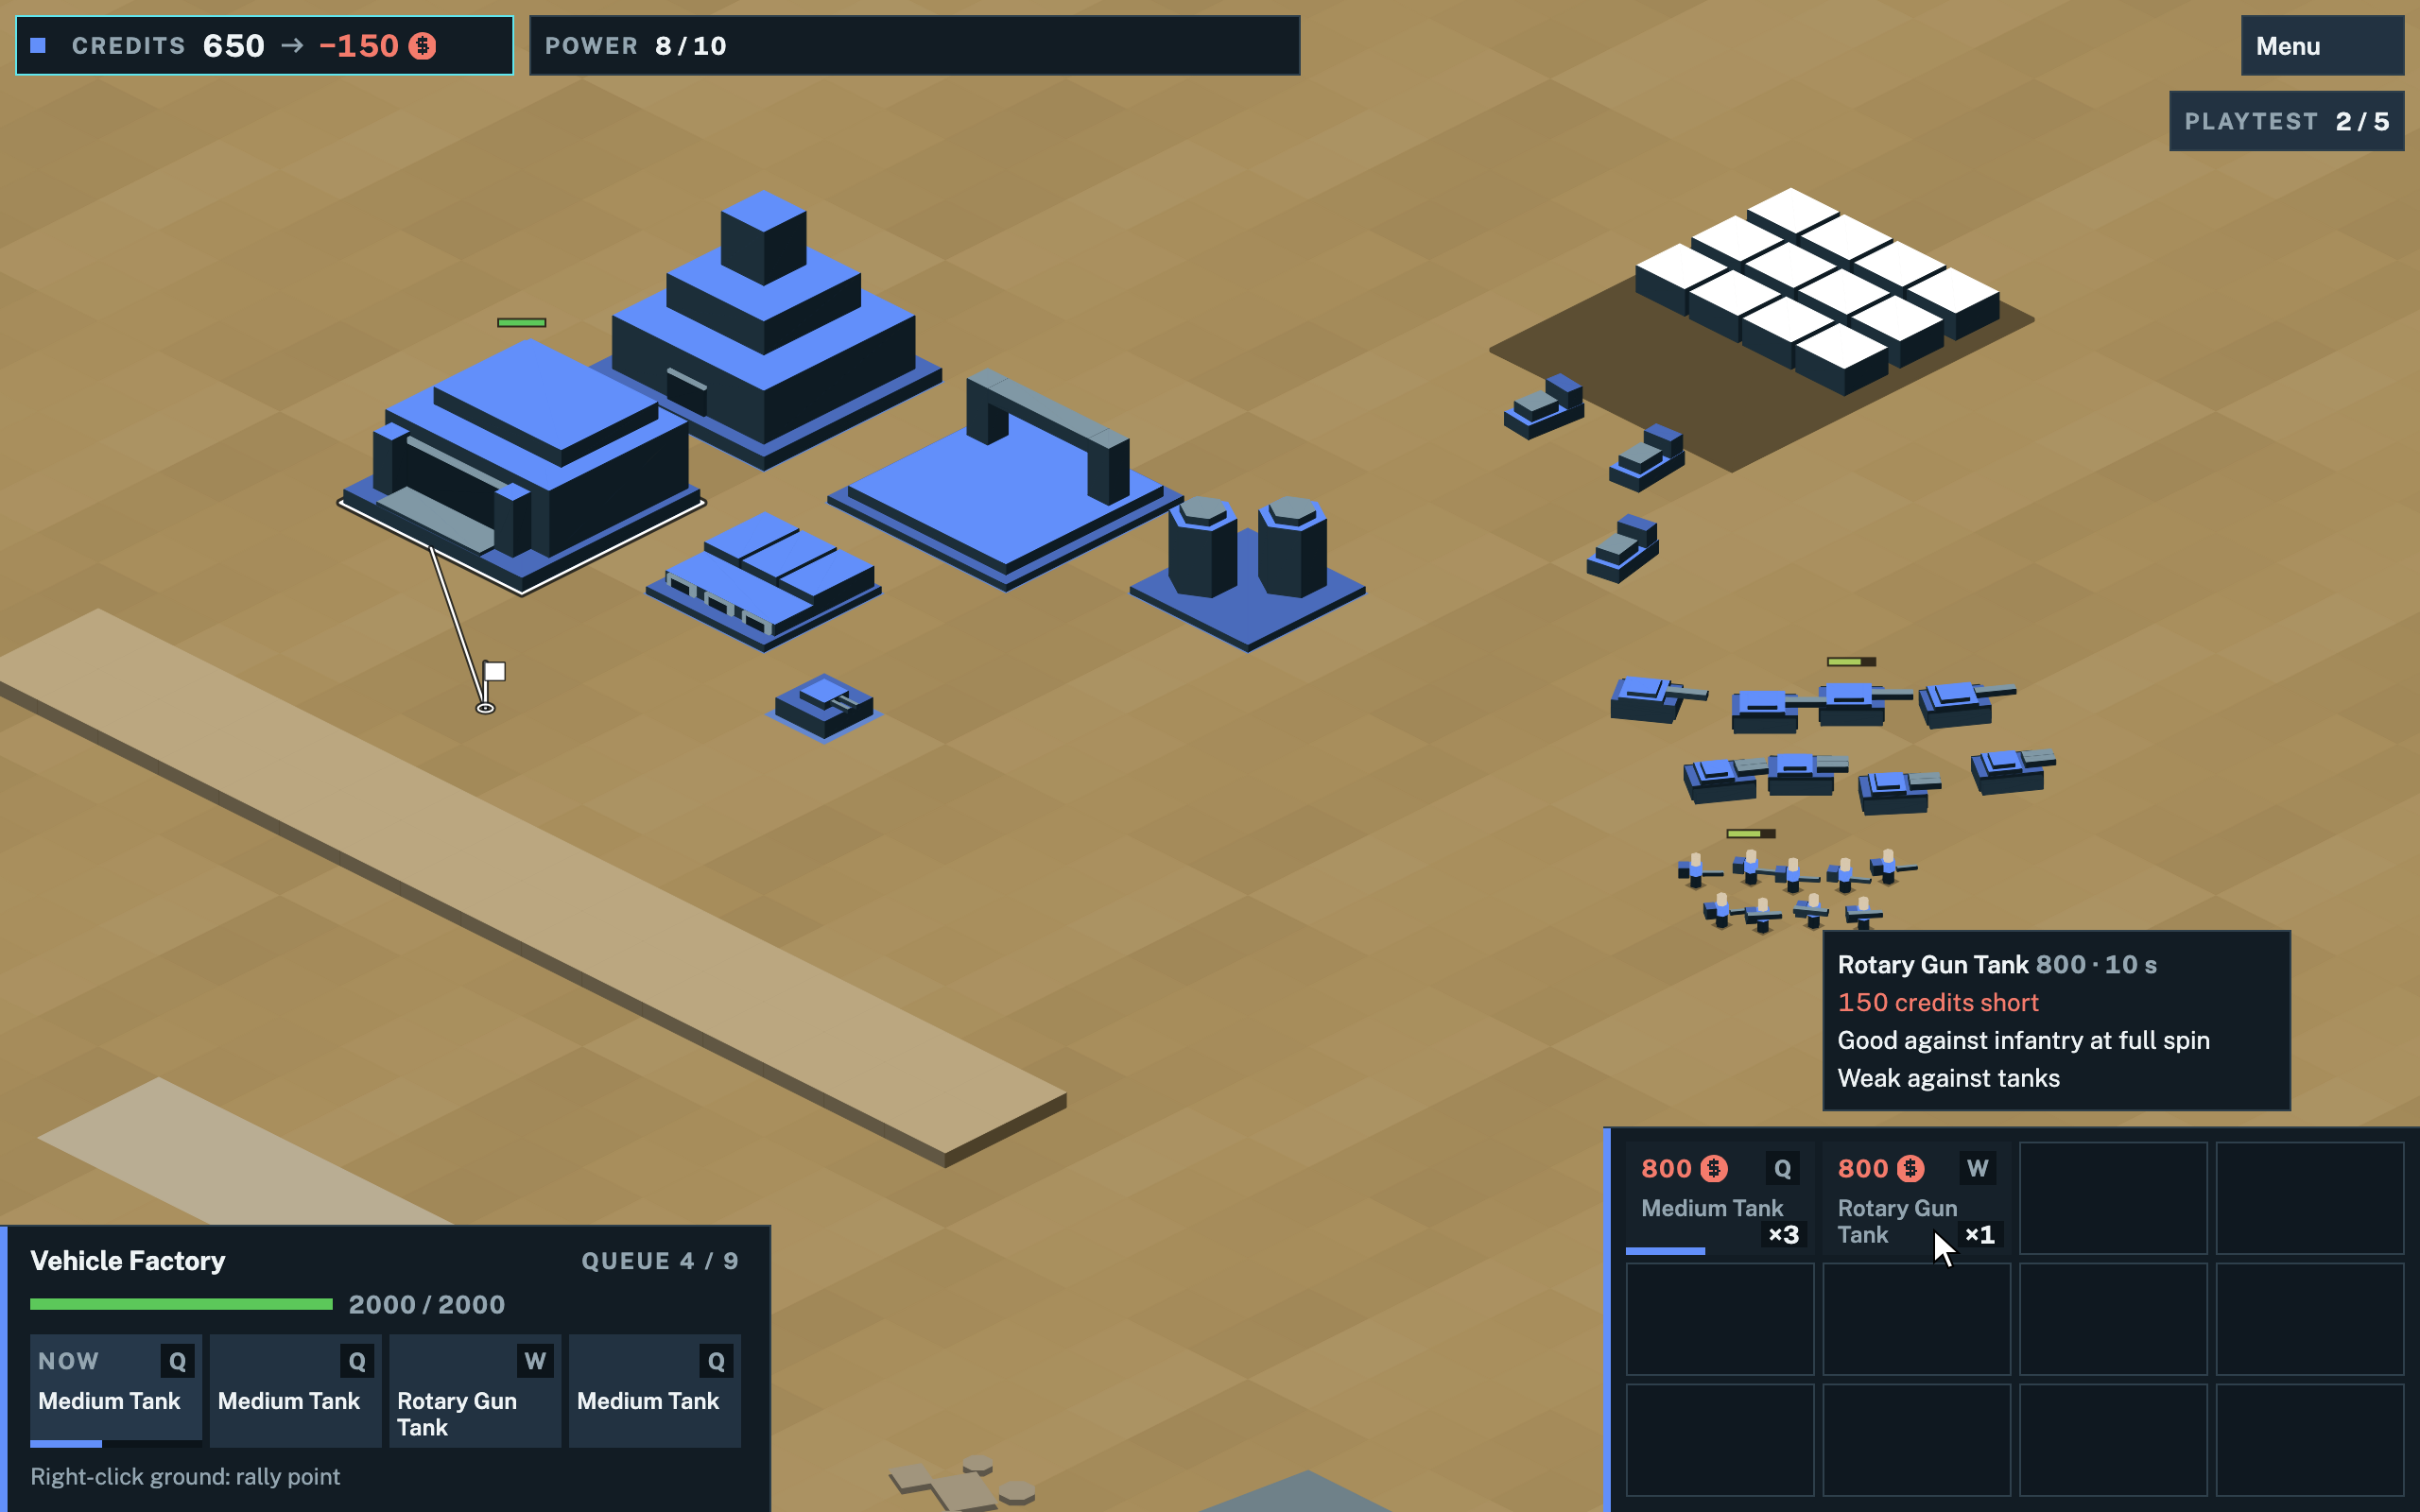 CREDITS 650 → −150 $
POWER 8/10
Menu
PLAYTEST 2/5
Rotary Gun Tank 800 · 10 s
150 credits short
Good against infantry at full spin
Weak against tanks
800 $ Q
Medium Tank
×3
800 $ W
Rotary Gun
Tank
×1
Vehicle Factory
QUEUE 4 / 9
2000/2000
NOW Q
Medium Tank
Q
Medium Tank
W
Rotary Gun
Tank
Q
Medium Tank
Right-click ground: rally point